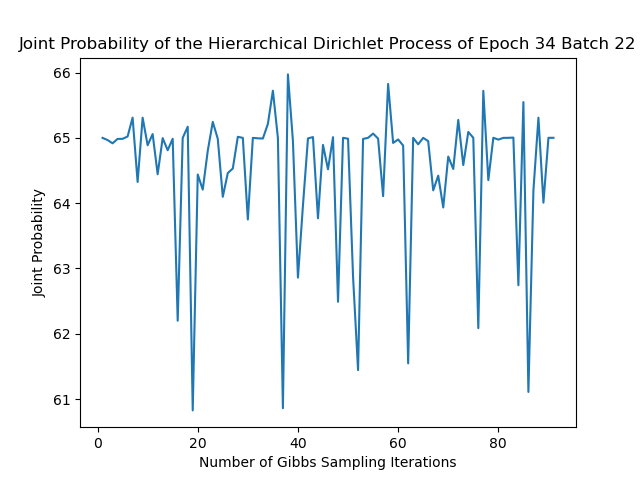 Joint Probability of the Hierarchical Dirichlet Process of Epoch 34 Batch 22
66
65
64
63
62
61
Joint Probability
0 20 40 60 80
Number of Gibbs Sampling Iterations